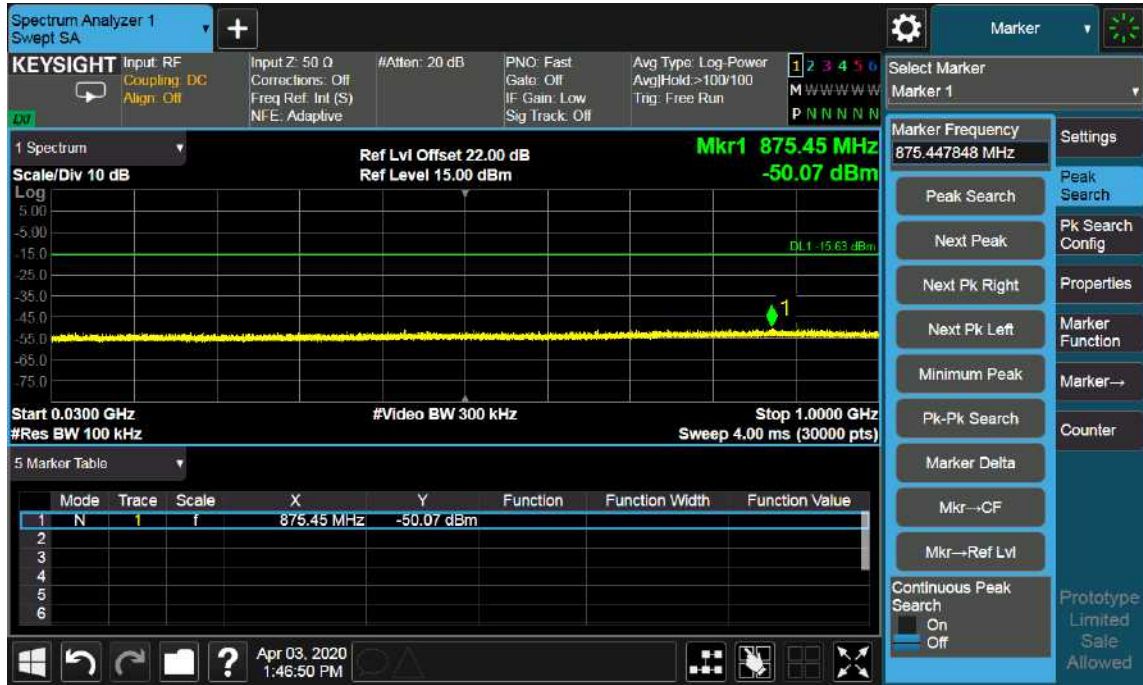 Spectrum Analyzer 1
Swept SA
+
Marker
KEYSIGHT
Input: RF
Coupling: DC
Align: Off
Input Z: 50 Ω
Corrections: Off
Freq Ref: Int (S)
NFE: Adaptive
#Atten: 20 dB
PNO: Fast
Gate: Off
IF Gain: Low
Sig Track: Off
Avg Type: Log-Power
Avg|Hold:>100/100
Trig: Free Run
1 2 3 4 5 6
M W W W W W
P N N N N N
LXI
Select Marker
Marker 1
1 Spectrum
Scale/Div 10 dB
Ref Lvl Offset 22.00 dB
Ref Level 15.00 dBm
Mkr1 875.45 MHz
-50.07 dBm
Log
5.00
-5.00
-15.0
-25.0
-35.0
-45.0
-55.0
-65.0
-75.0
DL1 -15.63 dBm
1
Start 0.0300 GHz
#Video BW 300 kHz
Stop 1.0000 GHz
#Res BW 100 kHz
Sweep 4.00 ms (30000 pts)
5 Marker Table
Mode Trace Scale X Y Function Function Width Function Value
1 N 1 f 875.45 MHz -50.07 dBm
2
3
4
5
6
Marker Frequency
875.447848 MHz
Peak Search
Next Peak
Next Pk Right
Next Pk Left
Minimum Peak
Pk-Pk Search
Marker Delta
Mkr→CF
Mkr→Ref Lvl
Continuous Peak
Search
On
Off
Settings
Peak
Search
Pk Search
Config
Properties
Marker
Function
Marker→
Counter
Prototype
Limited
Sale
Allowed
?
Apr 03, 2020
1:46:50 PM